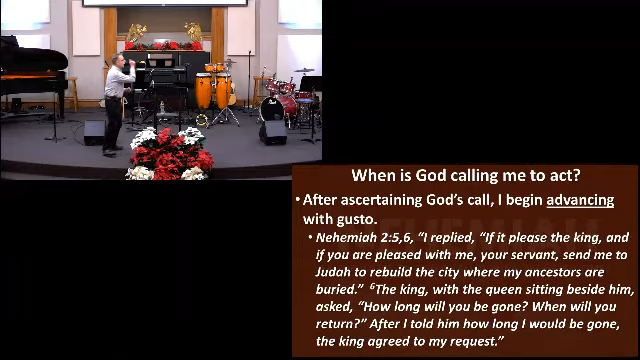 When is God calling me to act?
• After ascertaining God's call, I begin advancing
with gusto.
• Nehemiah 2:5,6, “I replied, “If it please the king, and
if you are pleased with me, your servant, send me to
Judah to rebuild the city where my ancestors are
buried.” ⁶The king, with the queen sitting beside him,
asked, “How long will you be gone? When will you
return?” After I told him how long I would be gone,
the king agreed to my request.”